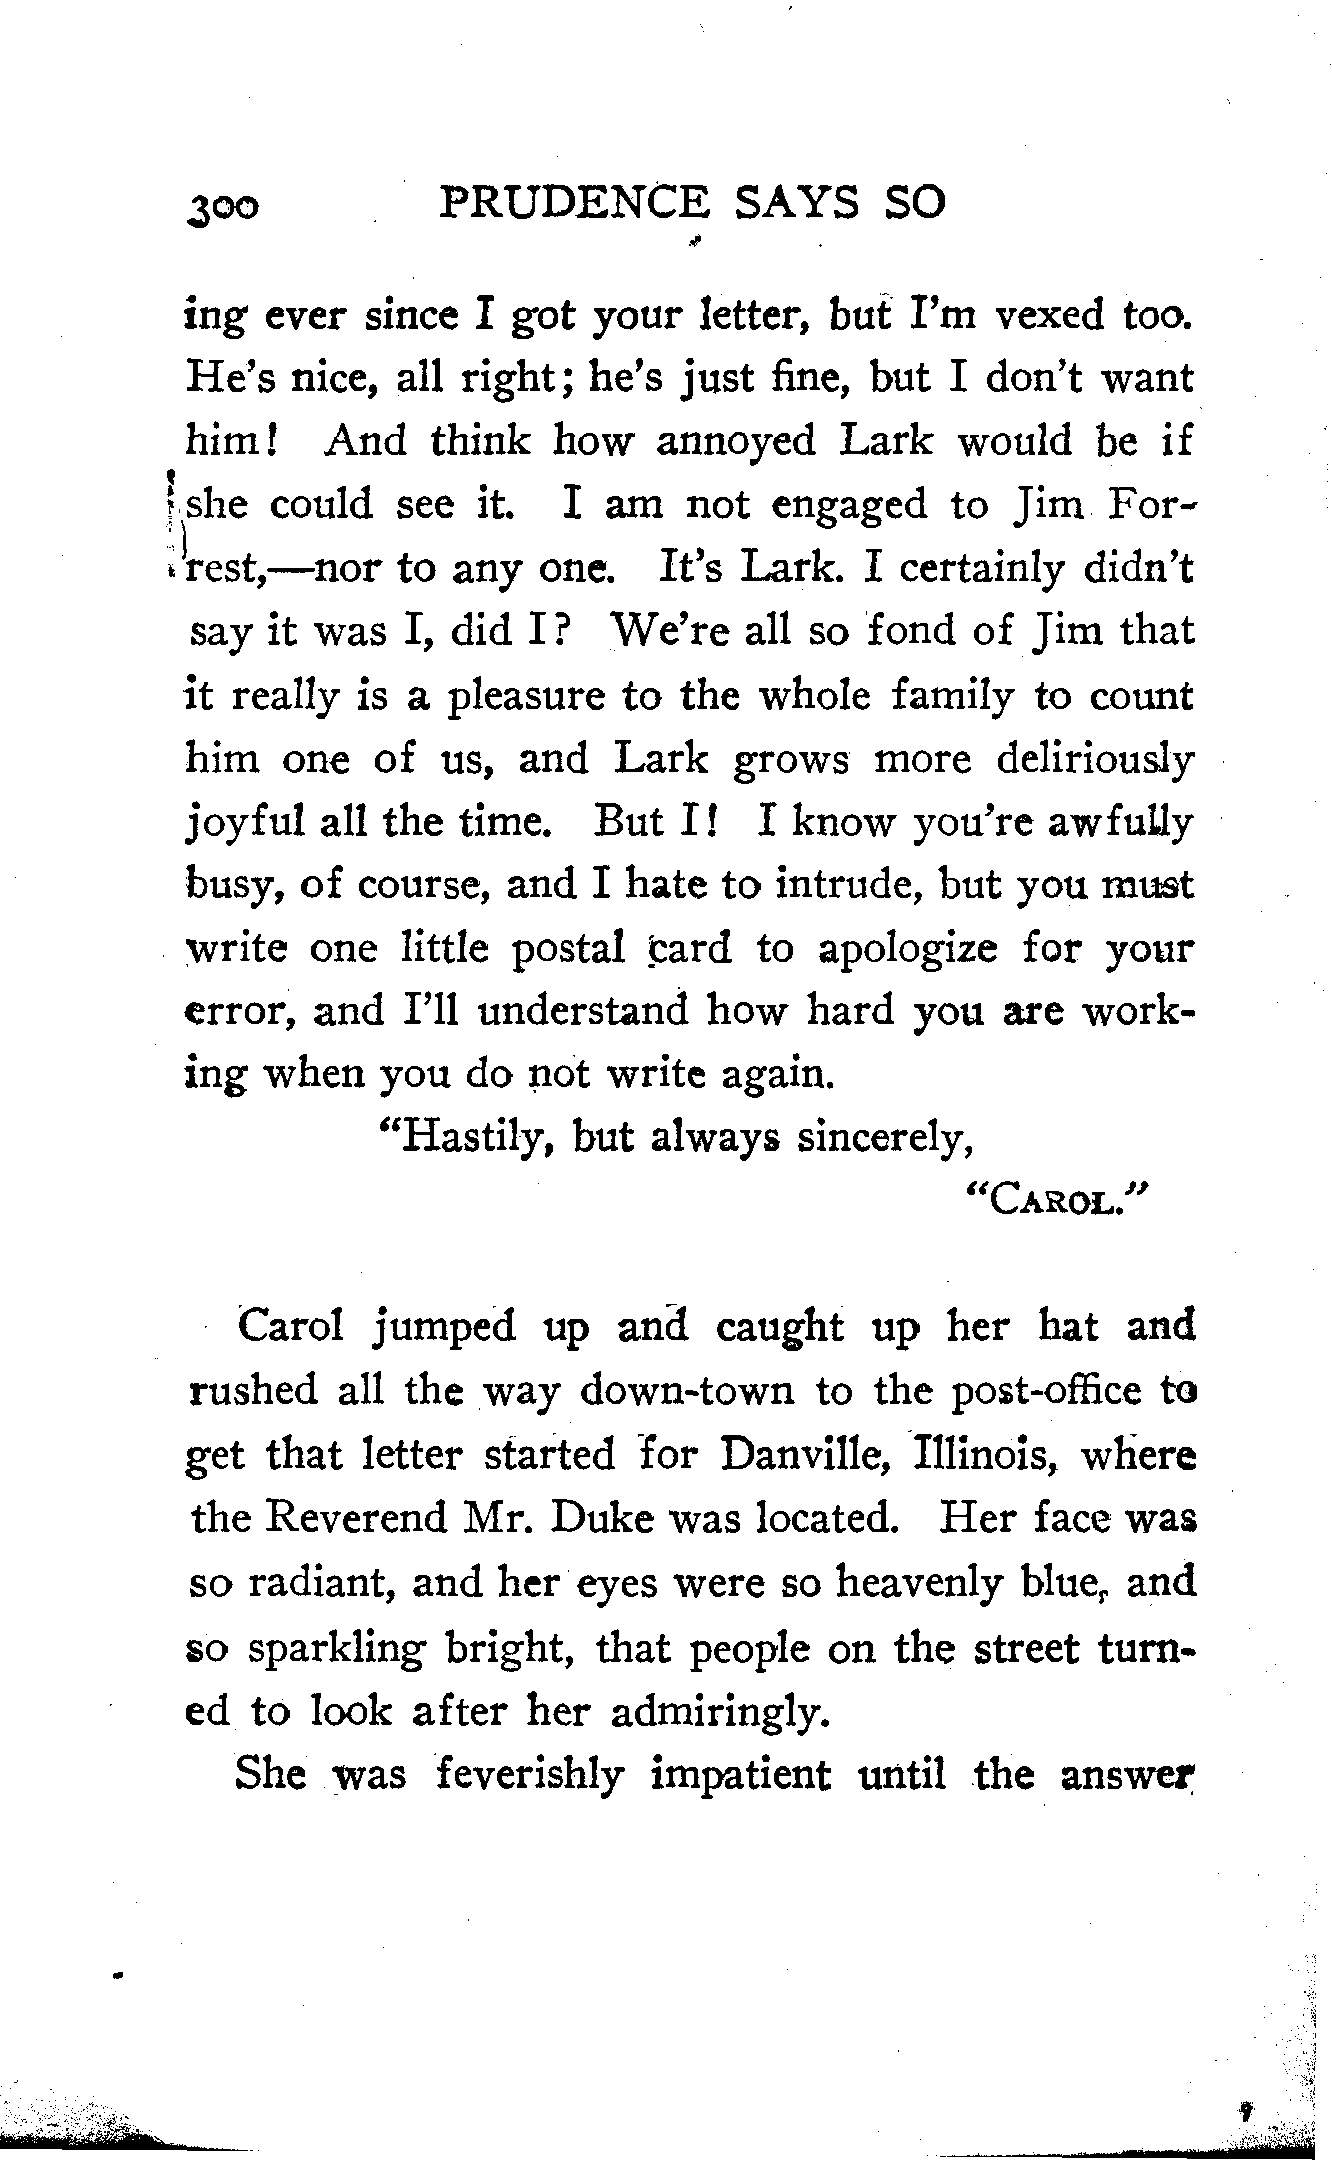 300 PRUDENCE SAYS SO
ing ever since I got your letter, but I'm vexed too.
He's nice, all right; he's just fine, but I don't want
him! And think how annoyed Lark would be if
she could see it. I am not engaged to Jim For-
rest,—nor to any one. It's Lark. I certainly didn't
say it was I, did I? We're all so fond of Jim that
it really is a pleasure to the whole family to count
him one of us, and Lark grows more deliriously
joyful all the time. But I! I know you're awfully
busy, of course, and I hate to intrude, but you must
write one little postal card to apologize for your
error, and I'll understand how hard you are work-
ing when you do not write again.
"Hastily, but always sincerely,
"CAROL."
Carol jumped up and caught up her hat and
rushed all the way down-town to the post-office to
get that letter started for Danville, Illinois, where
the Reverend Mr. Duke was located. Her face was
so radiant, and her eyes were so heavenly blue, and
so sparkling bright, that people on the street turn-
ed to look after her admiringly.
She was feverishly impatient until the answer